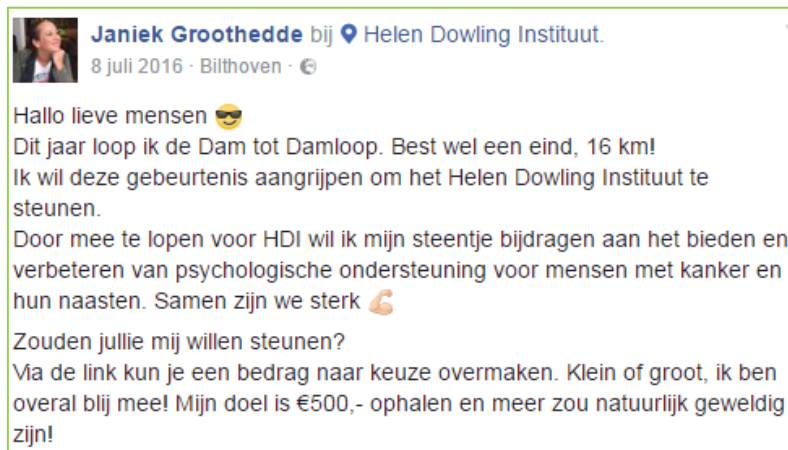 Janiek Groothedde bij Helen Dowling Instituut.
8 juli 2016 · Bilthoven ·
Hallo lieve mensen 😎
Dit jaar loop ik de Dam tot Damloop. Best wel een eind, 16 km!
Ik wil deze gebeurtenis aangrijpen om het Helen Dowling Instituut te
steunen.
Door mee te lopen voor HDI wil ik mijn steentje bijdragen aan het bieden en
verbeteren van psychologische ondersteuning voor mensen met kanker en
hun naasten. Samen zijn we sterk 💪🏻
Zouden jullie mij willen steunen?
Via de link kun je een bedrag naar keuze overmaken. Klein of groot, ik ben
overal blij mee! Mijn doel is €500,- ophalen en meer zou natuurlijk geweldig
zijn!